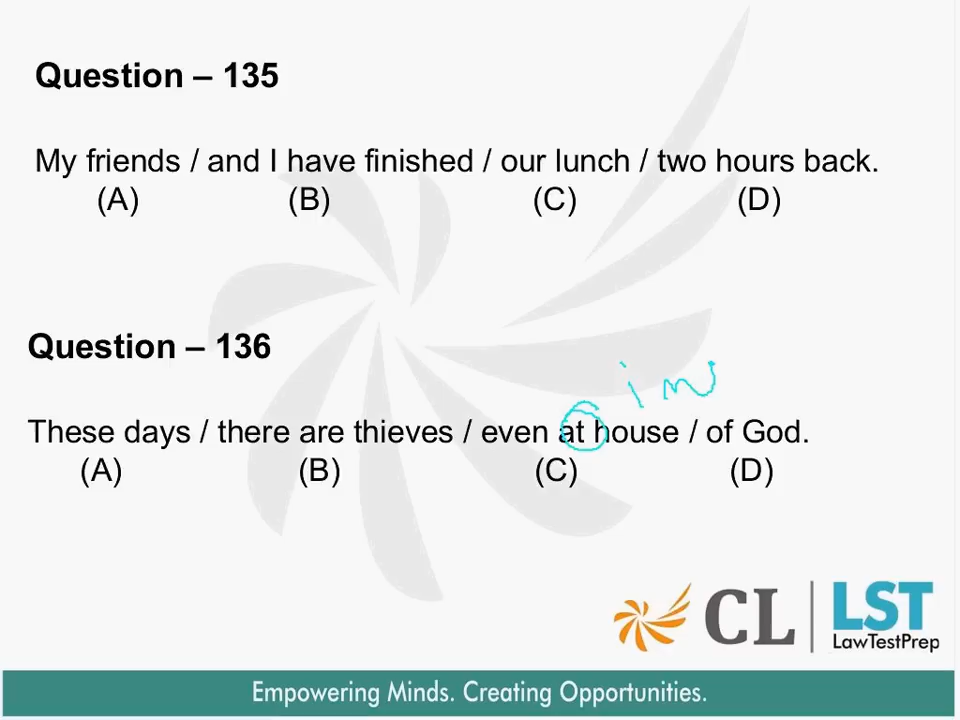 Question – 135
My friends / and I have finished / our lunch / two hours back.
(A) (B) (C) (D)
Question – 136
in
These days / there are thieves / even at house / of God.
(A) (B) (C) (D)
CL LST
LawTestPrep
Empowering Minds. Creating Opportunities.